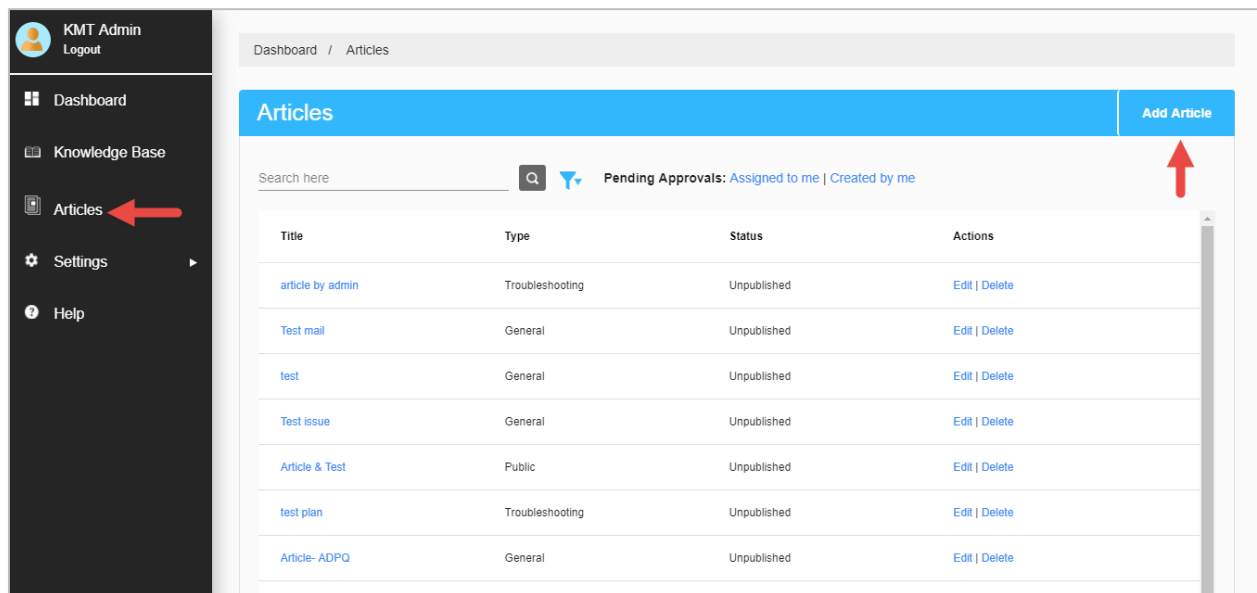 KMT Admin
Logout
Dashboard
Knowledge Base
Articles
Settings
Help
Dashboard / Articles
Articles
Add Article
Search here
Pending Approvals: Assigned to me | Created by me
Title Type Status Actions
article by admin Troubleshooting Unpublished Edit | Delete
Test mail General Unpublished Edit | Delete
test General Unpublished Edit | Delete
Test issue General Unpublished Edit | Delete
Article & Test Public Unpublished Edit | Delete
test plan Troubleshooting Unpublished Edit | Delete
Article- ADPQ General Unpublished Edit | Delete